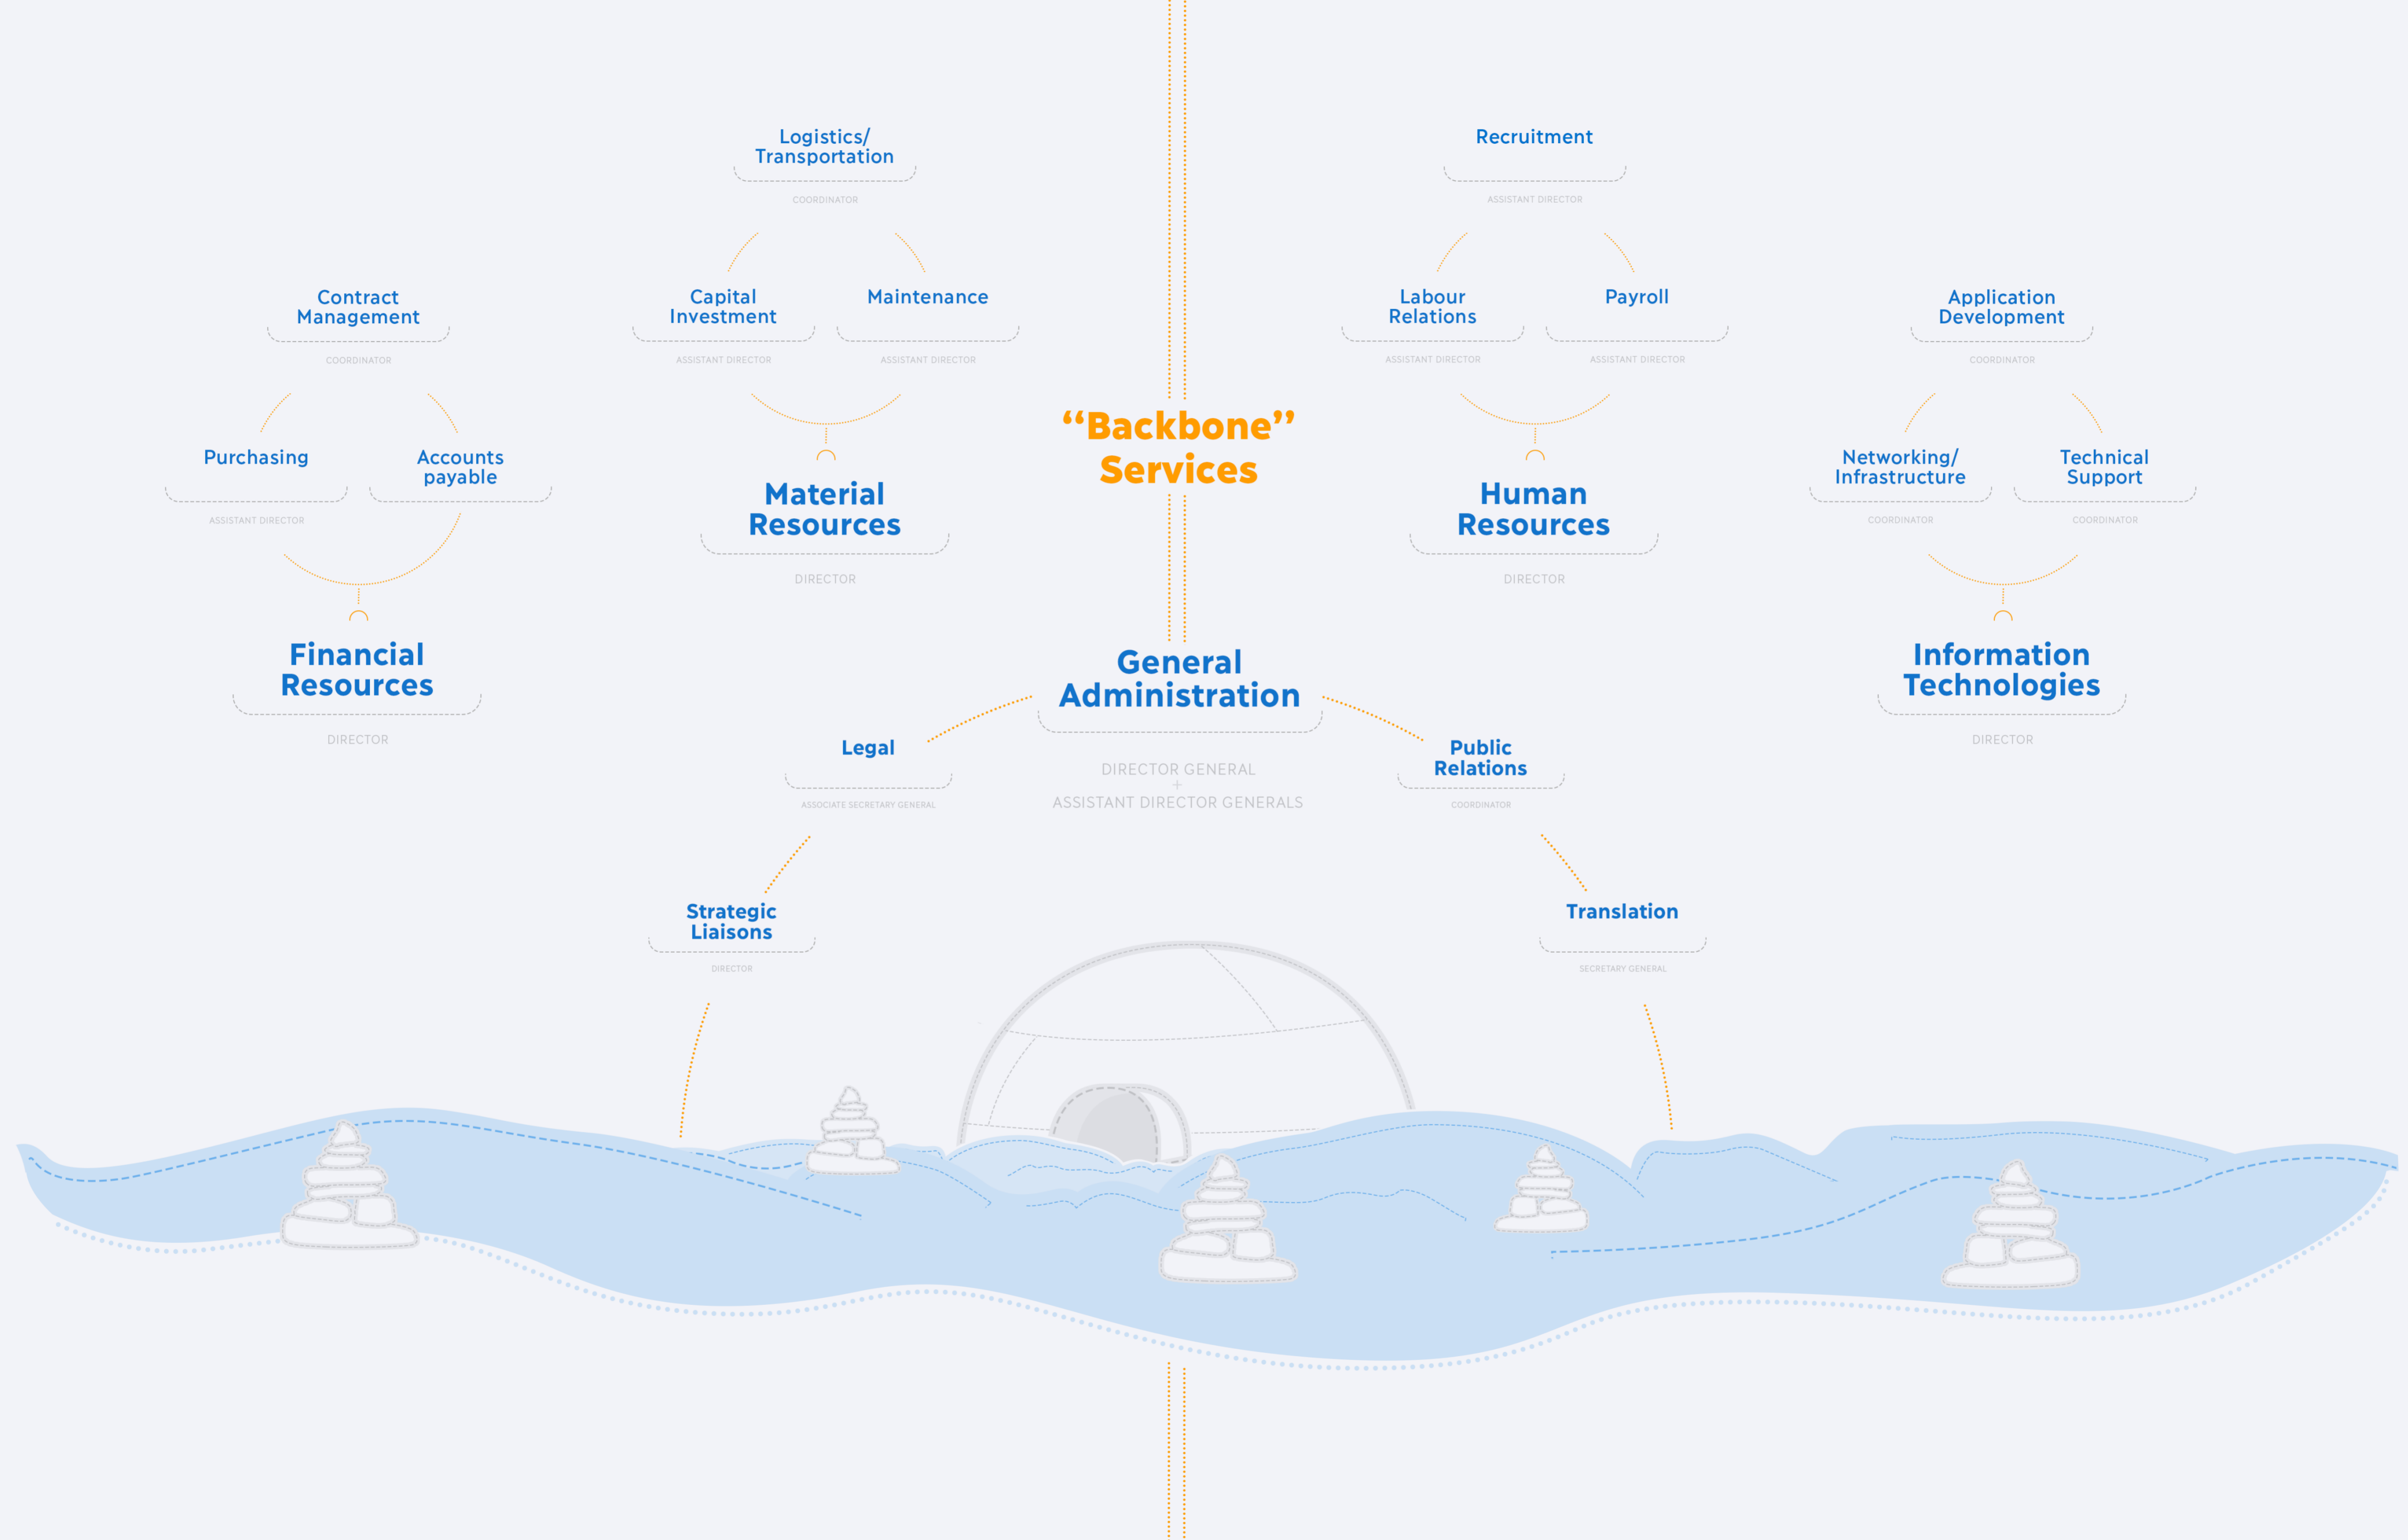 Logistics/
Transportation
COORDINATOR
Capital
Investment
ASSISTANT DIRECTOR
Maintenance
ASSISTANT DIRECTOR
Material
Resources
DIRECTOR
Contract
Management
COORDINATOR
Purchasing
ASSISTANT DIRECTOR
Accounts
payable
Financial
Resources
DIRECTOR
“Backbone”
Services
Recruitment
ASSISTANT DIRECTOR
Labour
Relations
ASSISTANT DIRECTOR
Payroll
ASSISTANT DIRECTOR
Human
Resources
DIRECTOR
Application
Development
COORDINATOR
Networking/
Infrastructure
COORDINATOR
Technical
Support
COORDINATOR
Information
Technologies
DIRECTOR
General
Administration
DIRECTOR GENERAL
+
ASSISTANT DIRECTOR GENERALS
Legal
ASSOCIATE SECRETARY GENERAL
Public
Relations
COORDINATOR
Strategic
Liaisons
DIRECTOR
Translation
SECRETARY GENERAL